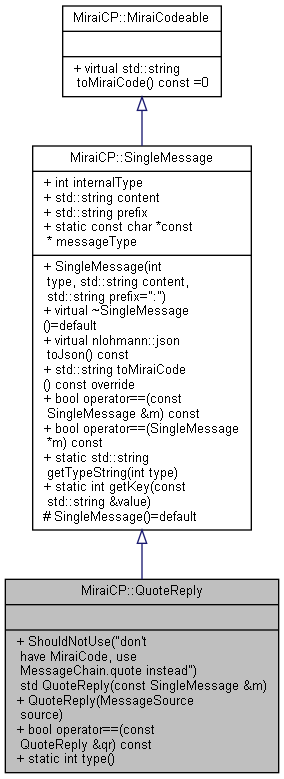 MiraiCP::MiraiCodeable
+ virtual std::string
toMiraiCode() const =0
MiraiCP::SingleMessage
+ int internalType
+ std::string content
+ std::string prefix
+ static const char *const
* messageType
+ SingleMessage(int
type, std::string content,
std::string prefix=":")
+ virtual ~SingleMessage
()=default
+ virtual nlohmann::json
toJson() const
+ std::string toMiraiCode
() const override
+ bool operator==(const
SingleMessage &m) const
+ bool operator==(SingleMessage
*m) const
+ static std::string
getTypeString(int type)
+ static int getKey(const
std::string &value)
# SingleMessage()=default
MiraiCP::QuoteReply
+ ShouldNotUse("don't
have MiraiCode, use
MessageChain.quote instead")
std QuoteReply(const SingleMessage &m)
+ QuoteReply(MessageSource
source)
+ bool operator==(const
QuoteReply &qr) const
+ static int type()